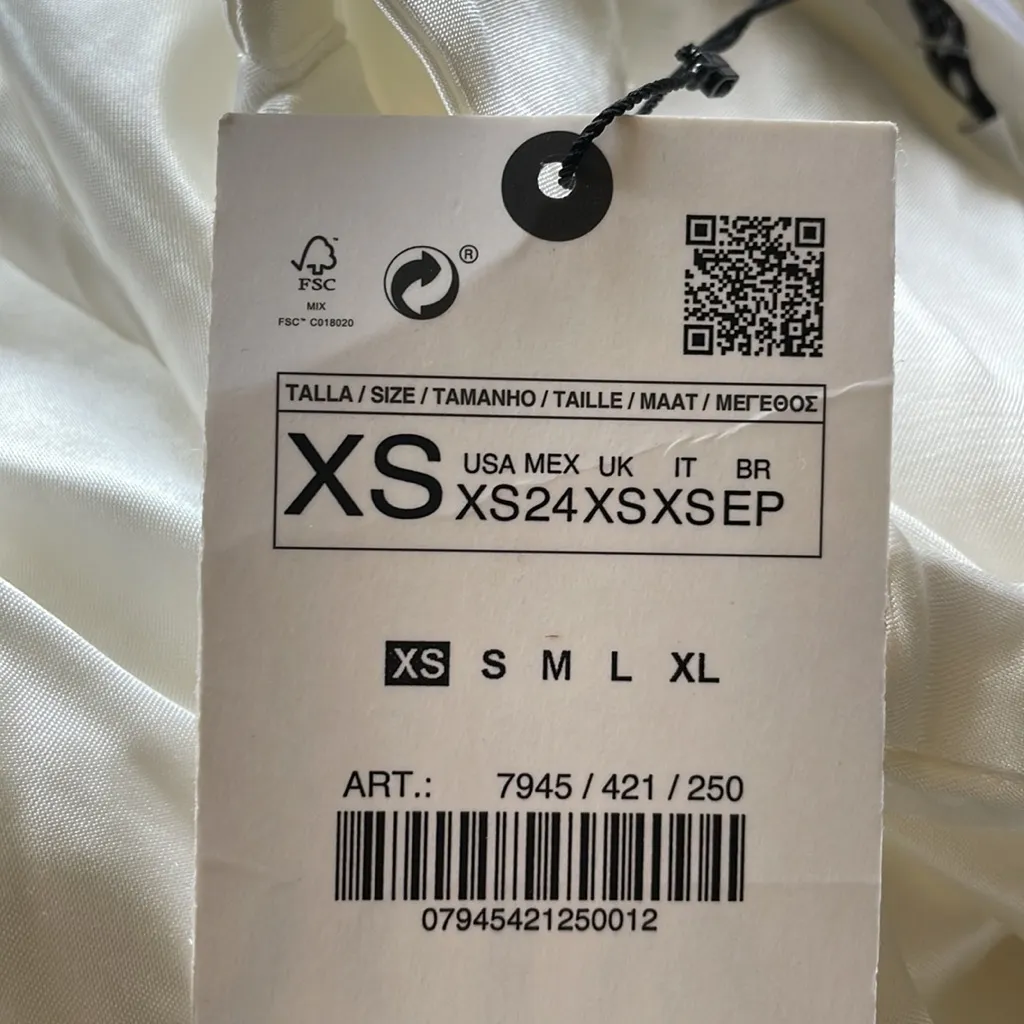 FSC™
MIX
FSC™ C018020
®
TALLA / SIZE / TAMANHO / TAILLE / MAAT / ΜΕΓΕΘΟΣ
XS
USA MEX UK IT BR
XS 24 XS XS EP
XS S M L XL
ART.: 7945 / 421 / 250
07945421250012